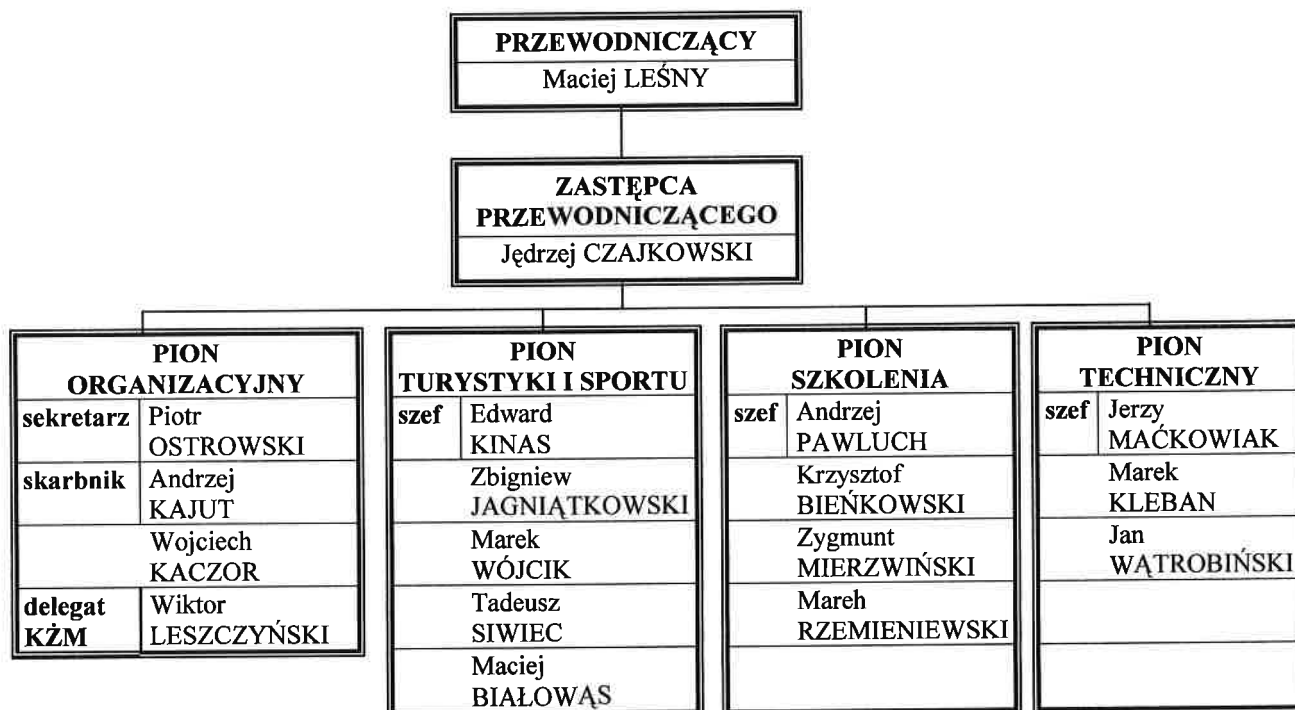 PRZEWODNICZĄCY
Maciej LEŚNY
ZASTĘPCA
PRZEWODNICZĄCEGO
Jędrzej CZAJKOWSKI
PION
ORGANIZACYJNY
sekretarz Piotr
OSTROWSKI
skarbnik Andrzej
KAJUT
Wojciech
KACZOR
delegat Wiktor
KŻM LESZCZYŃSKI
PION
TURYSTYKI I SPORTU
szef Edward
KINAS
Zbigniew
JAGNIĄTKOWSKI
Marek
WÓJCIK
Tadeusz
SIWIEC
Maciej
BIAŁOWĄS
PION
SZKOLENIA
szef Andrzej
PAWLUCH
Krzysztof
BIEŃKOWSKI
Zygmunt
MIERZWIŃSKI
Mareh
RZEMIENIEWSKI
PION
TECHNICZNY
szef Jerzy
MAĆKOWIAK
Marek
KLEBAN
Jan
WĄTROBIŃSKI